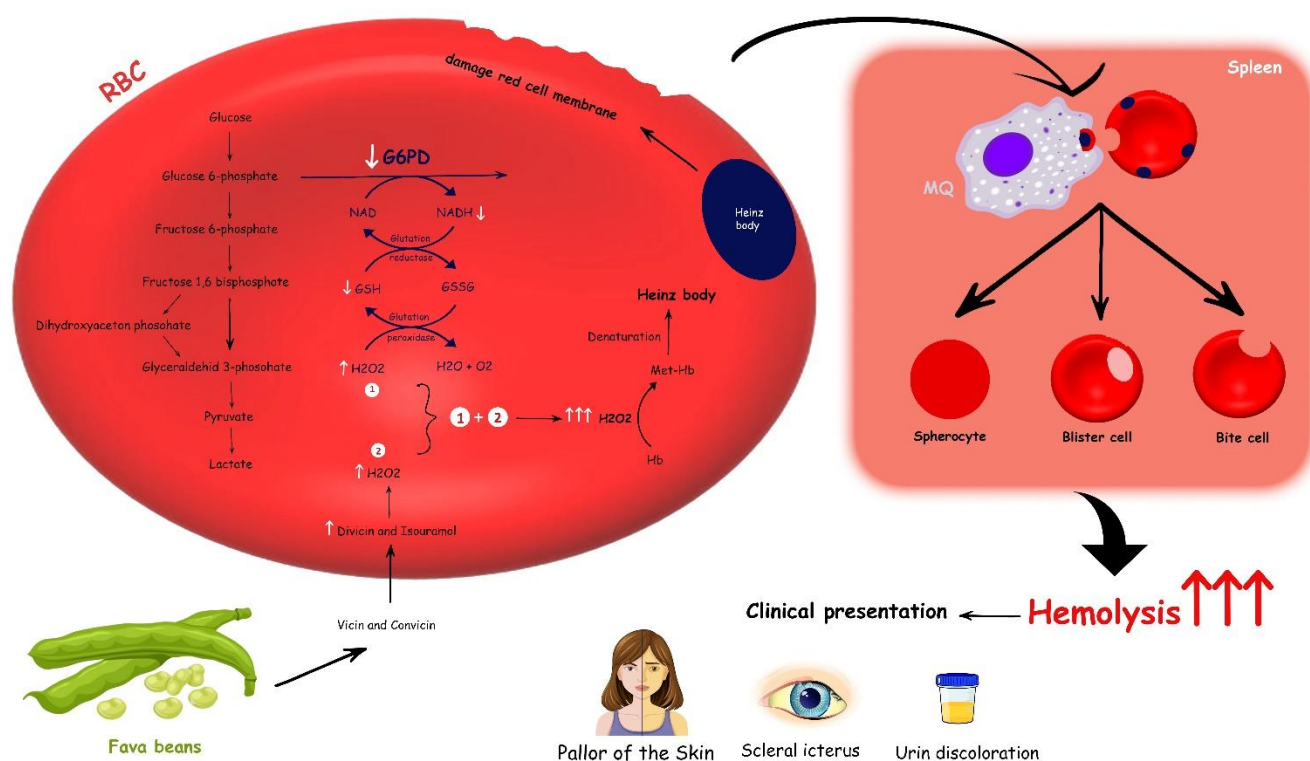 RBC
damage red cell membrane
Glucose
Glucose 6-phosphate
Fructose 6-phosphate
Fructose 1,6 bisphosphate
Dihydroxyaceton phosohate
Glyceraldehid 3-phosohate
Pyruvate
Lactate
↓ G6PD
NAD
NADH ↓
Glutation
reductase
↓ GSH
GSSG
Glutation
peroxidase
↑ H2O2
H2O + O2
1
2
↑ H2O2
↑ Divicin and Isouramol
1 + 2
↑↑↑ H2O2
Hb
Met-Hb
Denaturation
Heinz body
Heinz
body
Vicin and Convicin
Fava beans
Spleen
MQ
Spherocyte
Blister cell
Bite cell
Hemolysis ↑↑↑
Clinical presentation
Pallor of the Skin
Scleral icterus
Urin discoloration